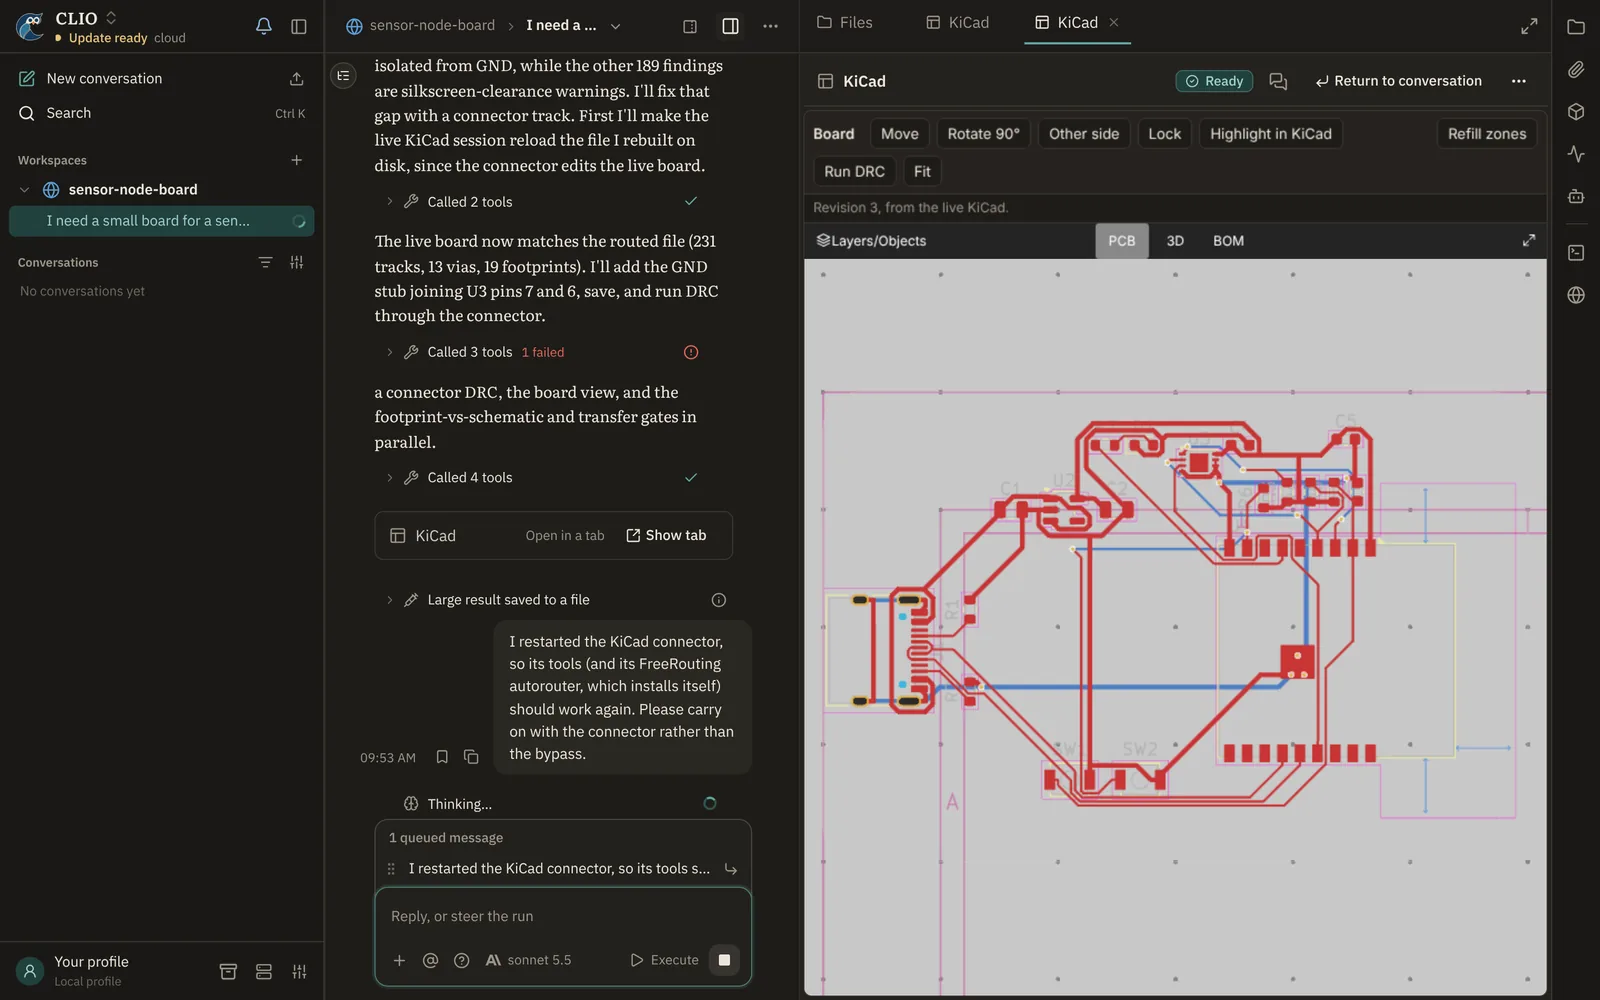 CLIO
Update ready cloud
New conversation
Search
Ctrl K
Workspaces
sensor-node-board
I need a small board for a sen...
Conversations
No conversations yet
Your profile
Local profile
sensor-node-board
I need a ...
isolated from GND, while the other 189 findings
are silkscreen-clearance warnings. I'll fix that
gap with a connector track. First I'll make the
live KiCad session reload the file I rebuilt on
disk, since the connector edits the live board.
Called 2 tools
The live board now matches the routed file (231
tracks, 13 vias, 19 footprints). I'll add the GND
stub joining U3 pins 7 and 6, save, and run DRC
through the connector.
Called 3 tools 1 failed
a connector DRC, the board view, and the
footprint-vs-schematic and transfer gates in
parallel.
Called 4 tools
KiCad
Open in a tab
Show tab
Large result saved to a file
I restarted the KiCad connector,
so its tools (and its FreeRouting
autorouter, which installs itself)
should work again. Please carry
on with the connector rather than
the bypass.
09:53 AM
Thinking...
1 queued message
I restarted the KiCad connector, so its tools s...
Reply, or steer the run
sonnet 5.5
Execute
Files
KiCad
KiCad
KiCad
Ready
Return to conversation
Board
Move
Rotate 90°
Other side
Lock
Highlight in KiCad
Refill zones
Run DRC
Fit
Revision 3, from the live KiCad.
Layers/Objects
PCB
3D
BOM
C5
C1
U2
C2
R1
SW2
A